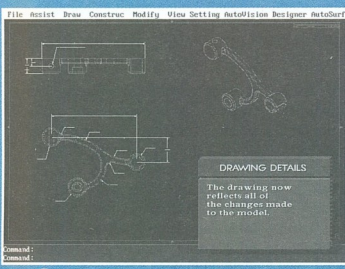 File Assist Draw Construc Modify View Setting AutoVision Designer AutoSurf
DRAWING DETAILS
The drawing now
reflects all of
the changes made
to the model.
Command:
Command: